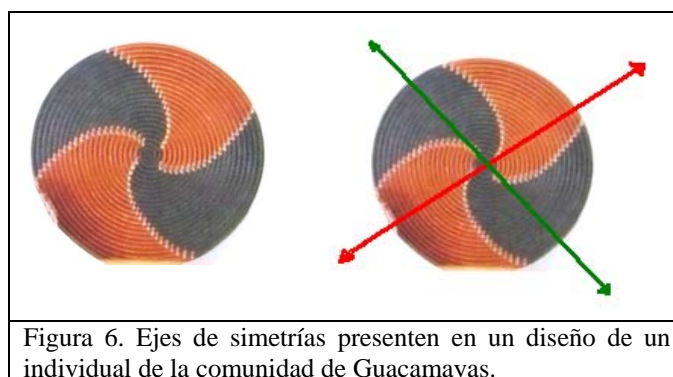 Figura 6. Ejes de simetrías presenten en un diseño de un
individual de la comunidad de Guacamayas.